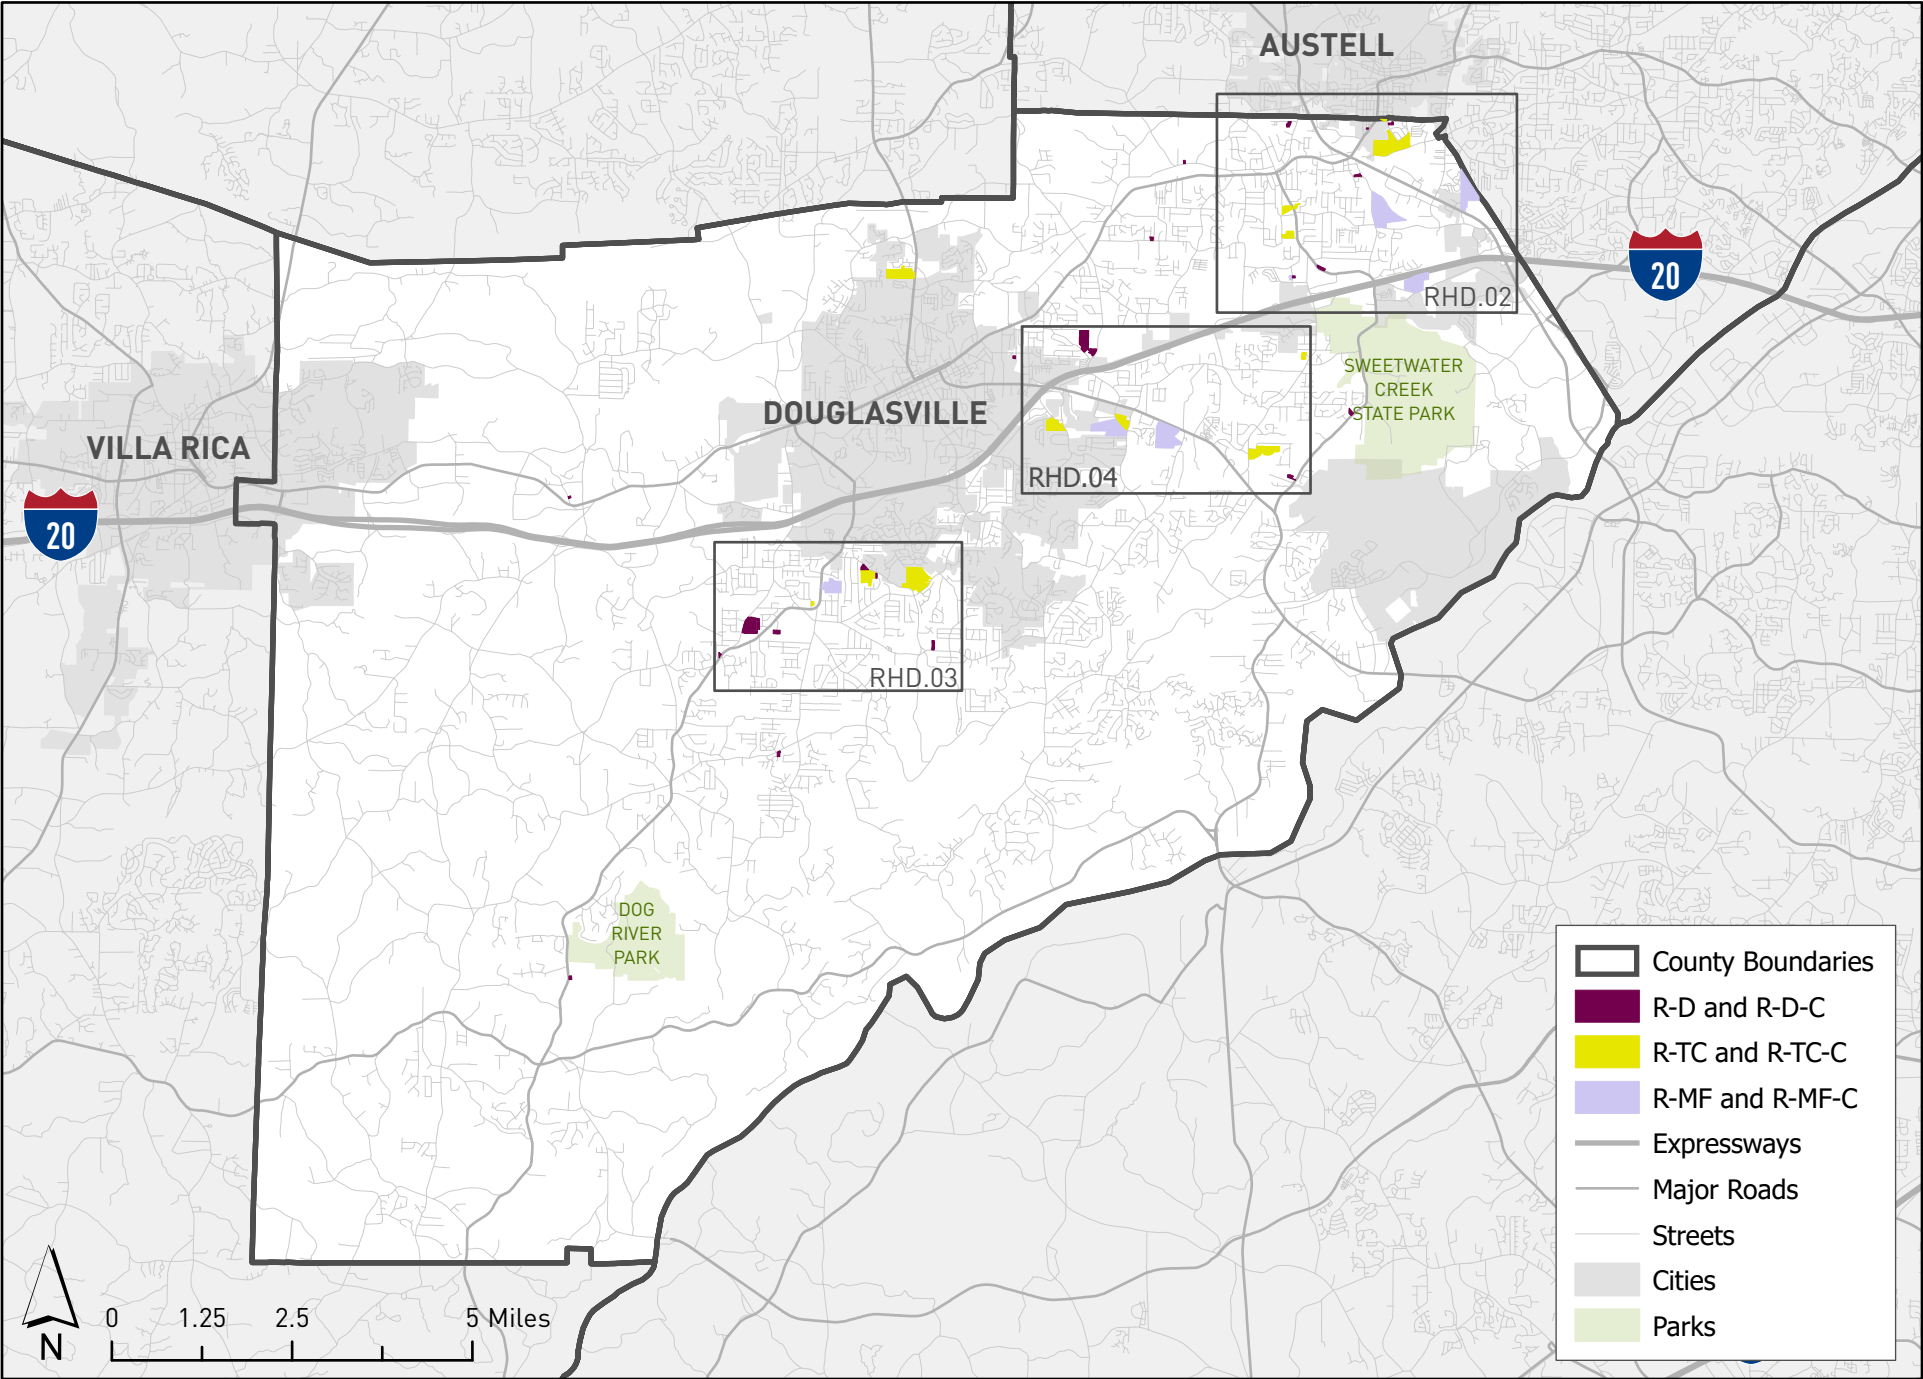 AUSTELL
20
RHD.02
SWEETWATER
CREEK
STATE PARK
DOUGLASVILLE
VILLA RICA
RHD.04
20
RHD.03
DOG
RIVER
PARK
County Boundaries
R-D and R-D-C
R-TC and R-TC-C
R-MF and R-MF-C
Expressways
Major Roads
Streets
Cities
Parks
0 1.25 2.5 5 Miles
N